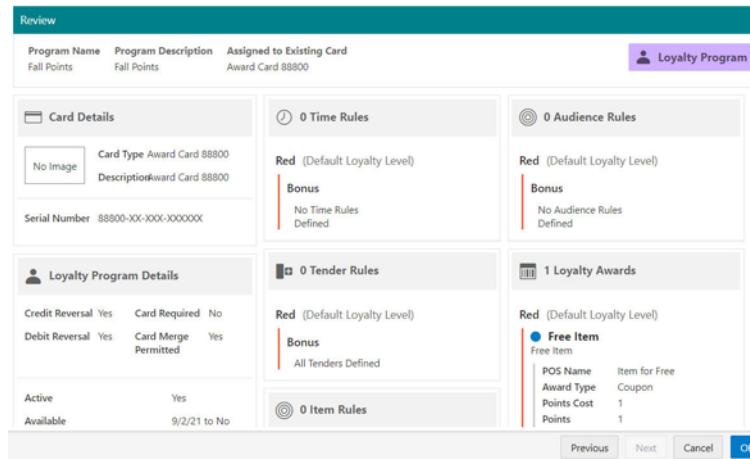 Review
Program Name Program Description Assigned to Existing Card
Fall Points Fall Points Award Card 88800
Loyalty Program
Card Details
No Image
Card Type Award Card 88800
Description Award Card 88800
Serial Number 88800-XX-XXX-XXXXXX
Loyalty Program Details
Credit Reversal Yes Card Required No
Debit Reversal Yes Card Merge Yes
Permitted
Active Yes
Available 9/2/21 to No
0 Time Rules
Red (Default Loyalty Level)
Bonus
No Time Rules
Defined
0 Tender Rules
Red (Default Loyalty Level)
Bonus
All Tenders Defined
0 Item Rules
0 Audience Rules
Red (Default Loyalty Level)
Bonus
No Audience Rules
Defined
1 Loyalty Awards
Red (Default Loyalty Level)
Free Item
Free Item
POS Name Item for Free
Award Type Coupon
Points Cost 1
Points 1
Previous Next Cancel